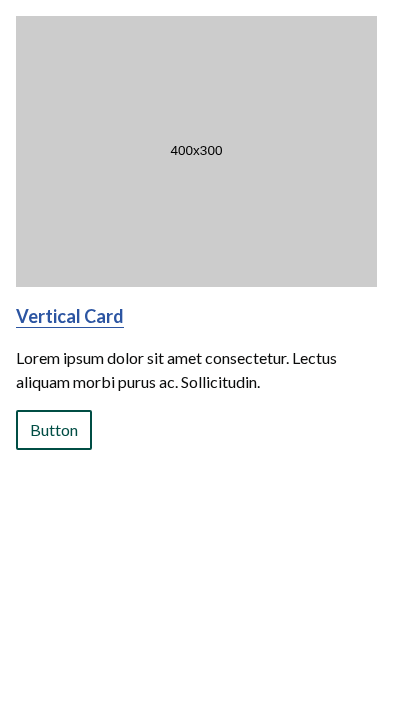 400x300
Vertical Card
Lorem ipsum dolor sit amet consectetur. Lectus
aliquam morbi purus ac. Sollicitudin.
Button